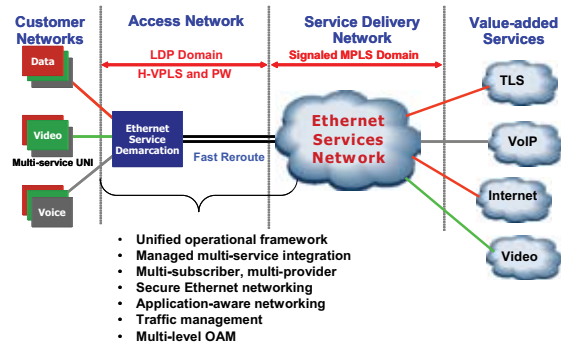 Customer
Networks
Access Network
Service Delivery
Network
Value-added
Services
LDP Domain
H-VPLS and PW
Signaled MPLS Domain
Data
Video
Multi-service UNI
Voice
Ethernet
Service
Demarcation
Fast Reroute
Ethernet
Services
Network
TLS
VoIP
Internet
Video
• Unified operational framework
• Managed multi-service integration
• Multi-subscriber, multi-provider
• Secure Ethernet networking
• Application-aware networking
• Traffic management
• Multi-level OAM